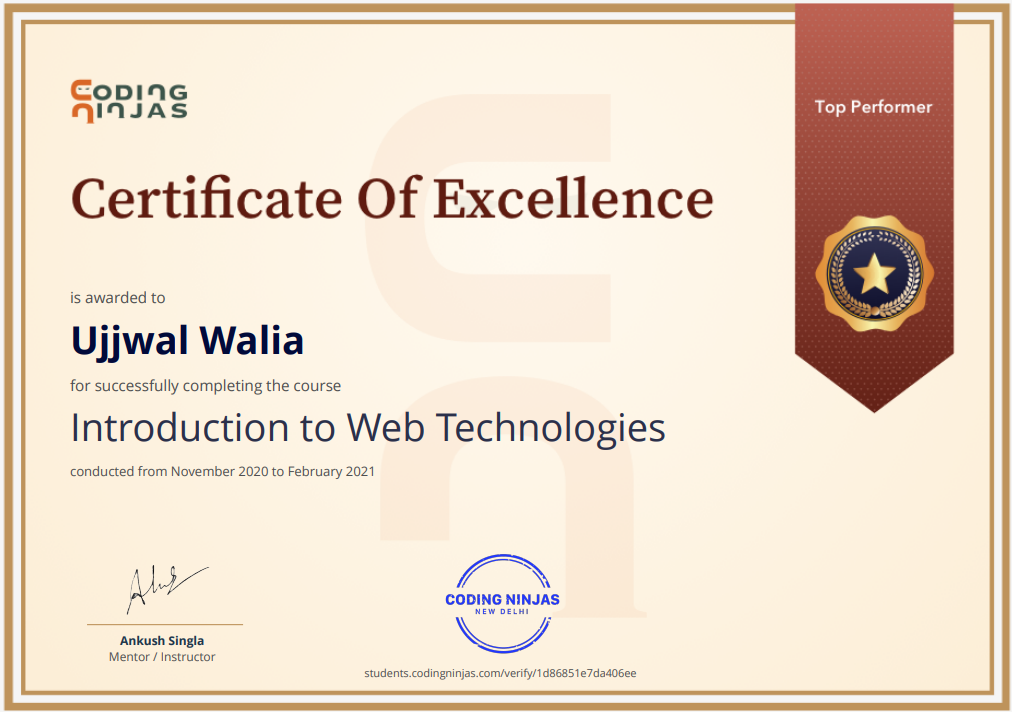 CODING
NINJAS
Top Performer
Certificate Of Excellence
is awarded to
Ujjwal Walia
for successfully completing the course
Introduction to Web Technologies
conducted from November 2020 to February 2021
CODING NINJAS
NEW DELHI
Ankush Singla
Mentor / Instructor
students.codingninjas.com/verify/1d86851e7da406ee